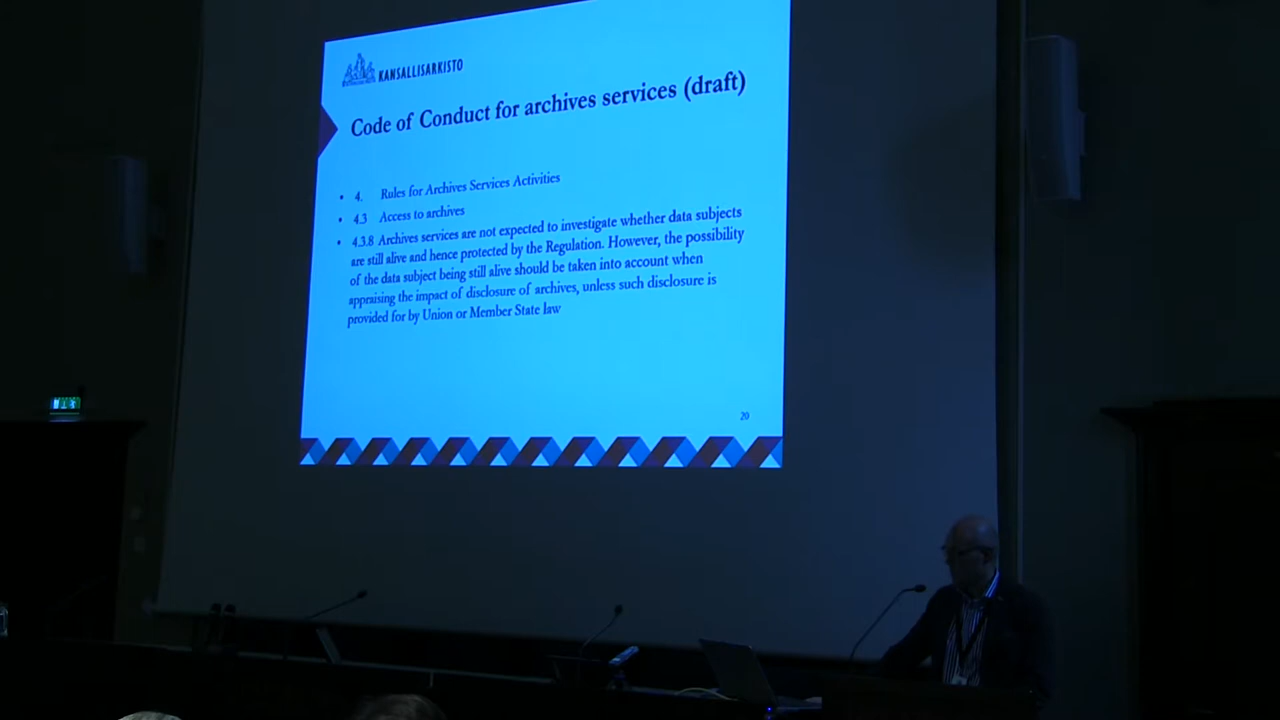 KANSALLISARKISTO
Code of Conduct for archives services (draft)
• 4. Rules for Archives Services Activities
• 4.3 Access to archives
• 4.3.8 Archives services are not expected to investigate whether data subjects
are still alive and hence protected by the Regulation. However, the possibility
of the data subject being still alive should be taken into account when
appraising the impact of disclosure of archives, unless such disclosure is
provided for by Union or Member State law
20